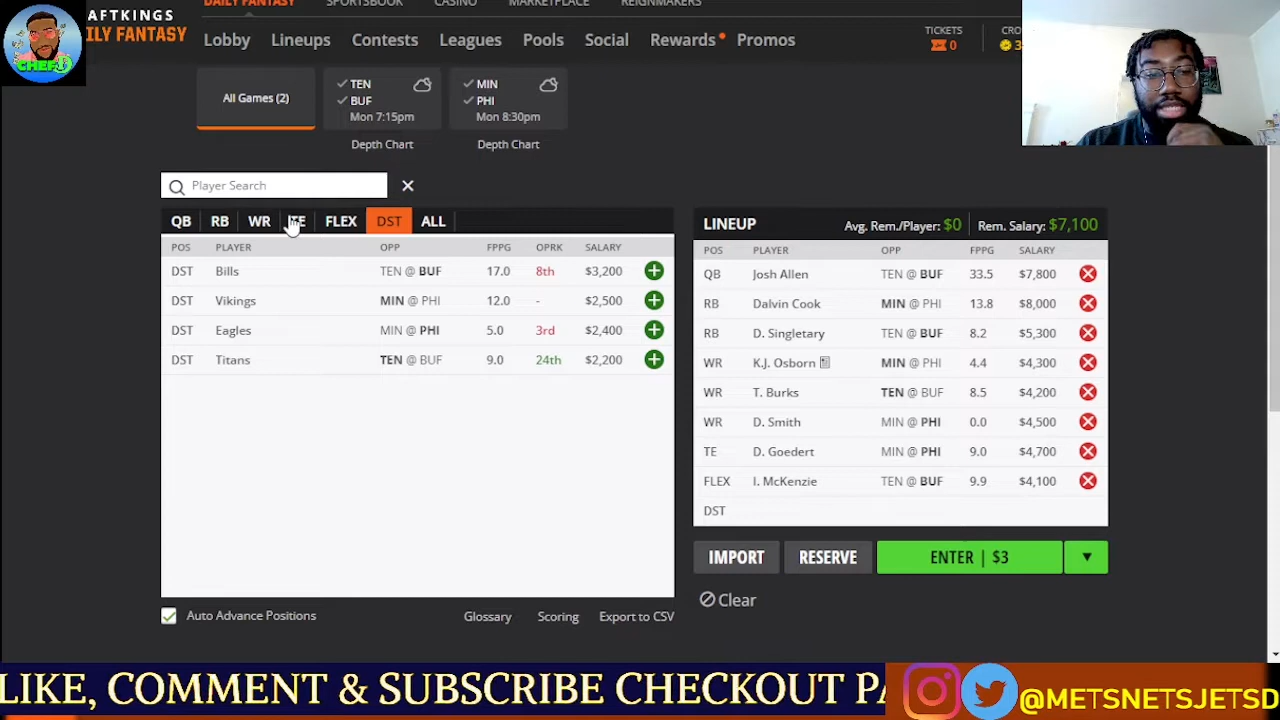 DAILY FANTASY SPORTSBOOK CASINO MARKETPLACE REIGNMAKERS
AFTKINGS
ILY FANTASY
CHEF
Lobby Lineups Contests Leagues Pools Social Rewards Promos
TICKETS
0
CRO
3
All Games (2)
TEN
BUF
Mon 7:15pm
MIN
PHI
Mon 8:30pm
Depth Chart Depth Chart
Player Search
QB RB WR TE FLEX DST ALL
POS PLAYER OPP FPPG OPRK SALARY
DST Bills TEN @ BUF 17.0 8th $3,200
DST Vikings MIN @ PHI 12.0 - $2,500
DST Eagles MIN @ PHI 5.0 3rd $2,400
DST Titans TEN @ BUF 9.0 24th $2,200
Auto Advance Positions Glossary Scoring Export to CSV
LINEUP Avg. Rem./Player: $0 Rem. Salary: $7,100
POS PLAYER OPP FPPG SALARY
QB Josh Allen TEN @ BUF 33.5 $7,800
RB Dalvin Cook MIN @ PHI 13.8 $8,000
RB D. Singletary TEN @ BUF 8.2 $5,300
WR K.J. Osborn MIN @ PHI 4.4 $4,300
WR T. Burks TEN @ BUF 8.5 $4,200
WR D. Smith MIN @ PHI 0.0 $4,500
TE D. Goedert MIN @ PHI 9.0 $4,700
FLEX I. McKenzie TEN @ BUF 9.9 $4,100
DST
IMPORT RESERVE ENTER | $3
Clear
LIKE, COMMENT & SUBSCRIBE CHECKOUT PA
@METSNETSJETSD